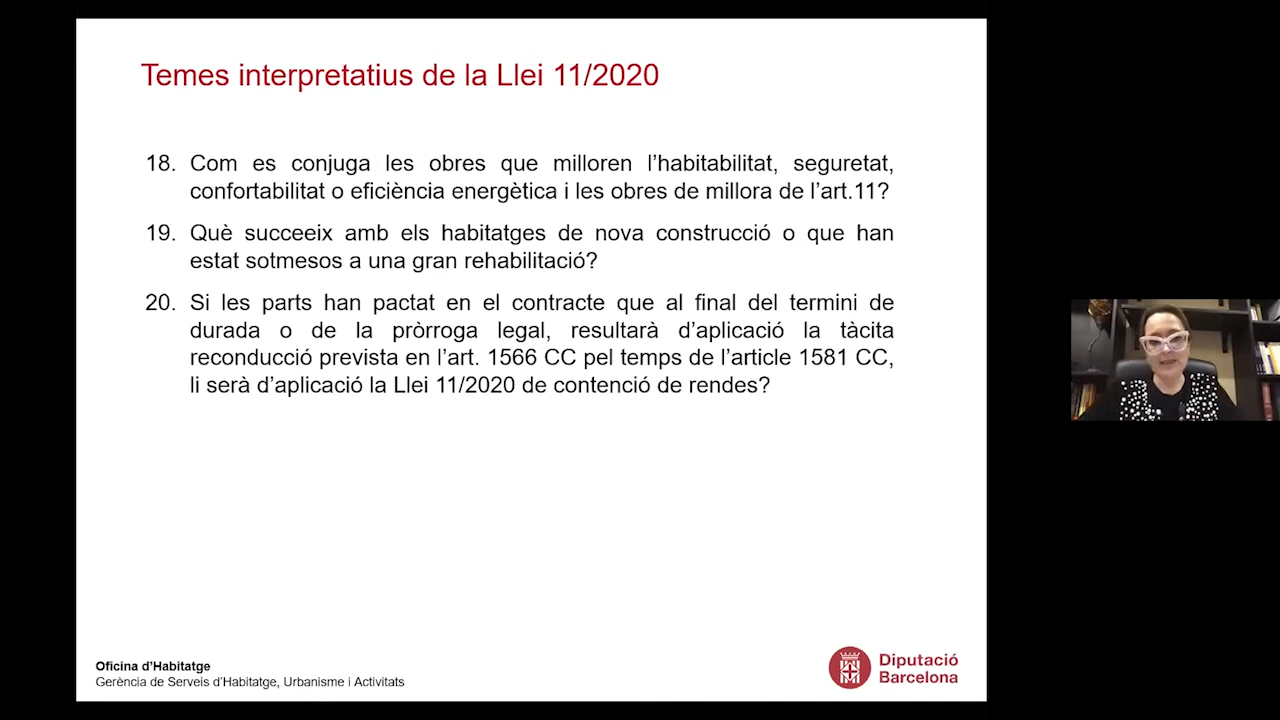 Temes interpretatius de la Llei 11/2020
18. Com es conjuga les obres que milloren l’habitabilitat, seguretat,
confortabilitat o eficiència energètica i les obres de millora de l’art.11?
19. Què succeeix amb els habitatges de nova construcció o que han
estat sotmesos a una gran rehabilitació?
20. Si les parts han pactat en el contracte que al final del termini de
durada o de la pròrroga legal, resultarà d’aplicació la tàcita
reconducció prevista en l’art. 1566 CC pel temps de l’article 1581 CC,
li serà d’aplicació la Llei 11/2020 de contenció de rendes?
Oficina d’Habitatge
Gerència de Serveis d’Habitatge, Urbanisme i Activitats
Diputació
Barcelona